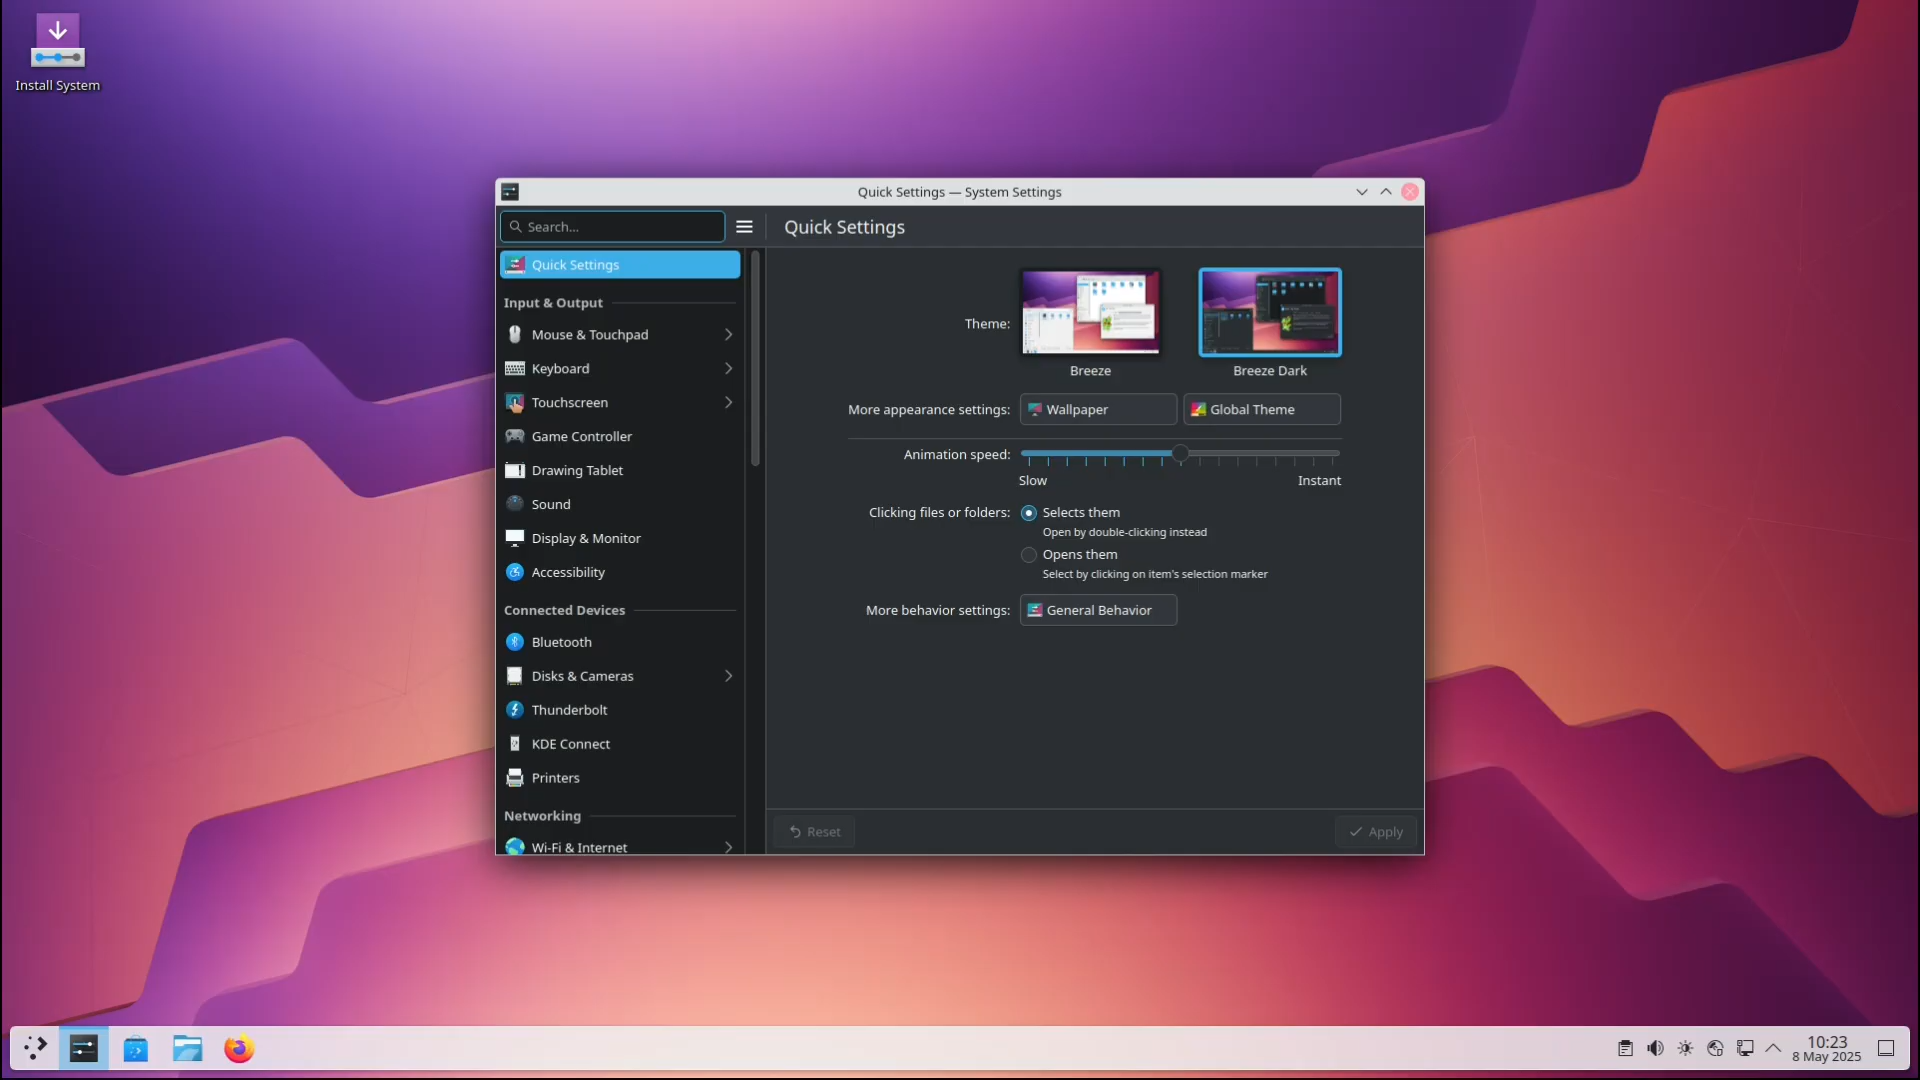 Install System
Quick Settings — System Settings
Search...
Quick Settings
Quick Settings
Input & Output
Mouse & Touchpad
Keyboard
Touchscreen
Game Controller
Drawing Tablet
Sound
Display & Monitor
Accessibility
Connected Devices
Bluetooth
Disks & Cameras
Thunderbolt
KDE Connect
Printers
Networking
Wi-Fi & Internet
Theme:
Breeze
Breeze Dark
More appearance settings:
Wallpaper
Global Theme
Animation speed:
Slow
Instant
Clicking files or folders:
Selects them
Open by double-clicking instead
Opens them
Select by clicking on item's selection marker
More behavior settings:
General Behavior
Reset
Apply
10:23
8 May 2025